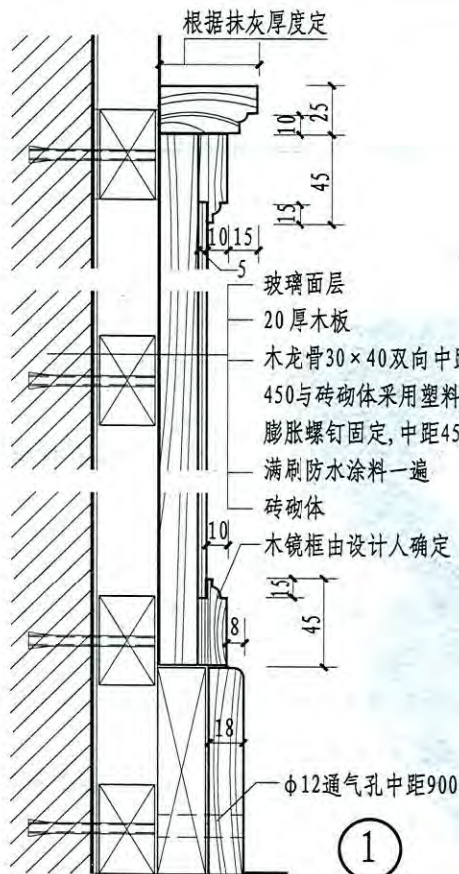 根据抹灰厚度定
10
25
45
15
10
15
5
玻璃面层
20厚木板
木龙骨30×40双向中距
450与砖砌体采用塑料
膨胀螺钉固定,中距45
满刷防水涂料一遍
砖砌体
10
木镜框由设计人确定
15
45
8
18
ф12通气孔中距900
1